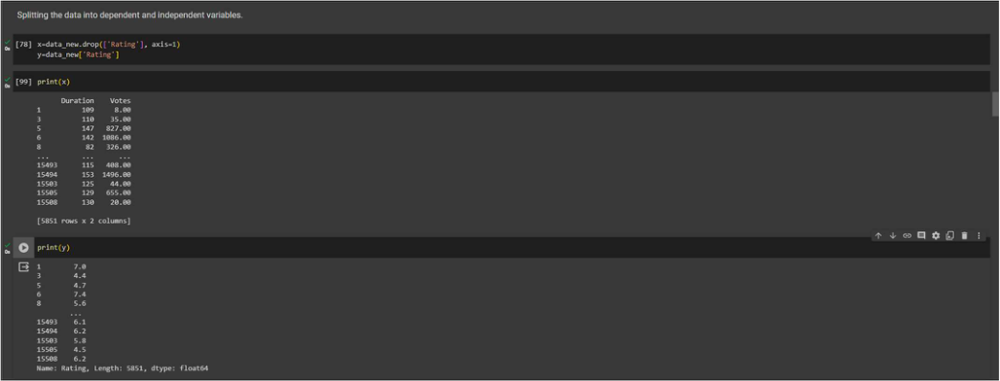 Splitting the data into dependent and independent variables.
[78] x=data_new.drop(['Rating'], axis=1)
y=data_new['Rating']
[99] print(x)
Duration Votes
1 109 8.00
3 110 35.00
5 147 827.00
6 142 1086.00
8 82 326.00
... ... ...
15493 115 408.00
15494 153 1496.00
15503 125 44.00
15505 129 655.00
15508 130 20.00
[5851 rows x 2 columns]
print(y)
1 7.0
3 4.4
5 4.7
6 7.4
8 5.6
...
15493 6.1
15494 6.2
15503 5.8
15505 4.5
15508 6.2
Name: Rating, Length: 5851, dtype: float64